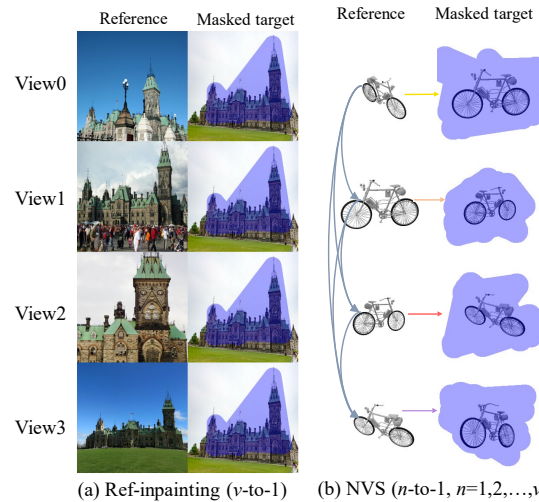 Reference Masked target
Reference Masked target
View0
View1
View2
View3
(a) Ref-inpainting (v-to-1)
(b) NVS (n-to-1, n=1,2,…,v